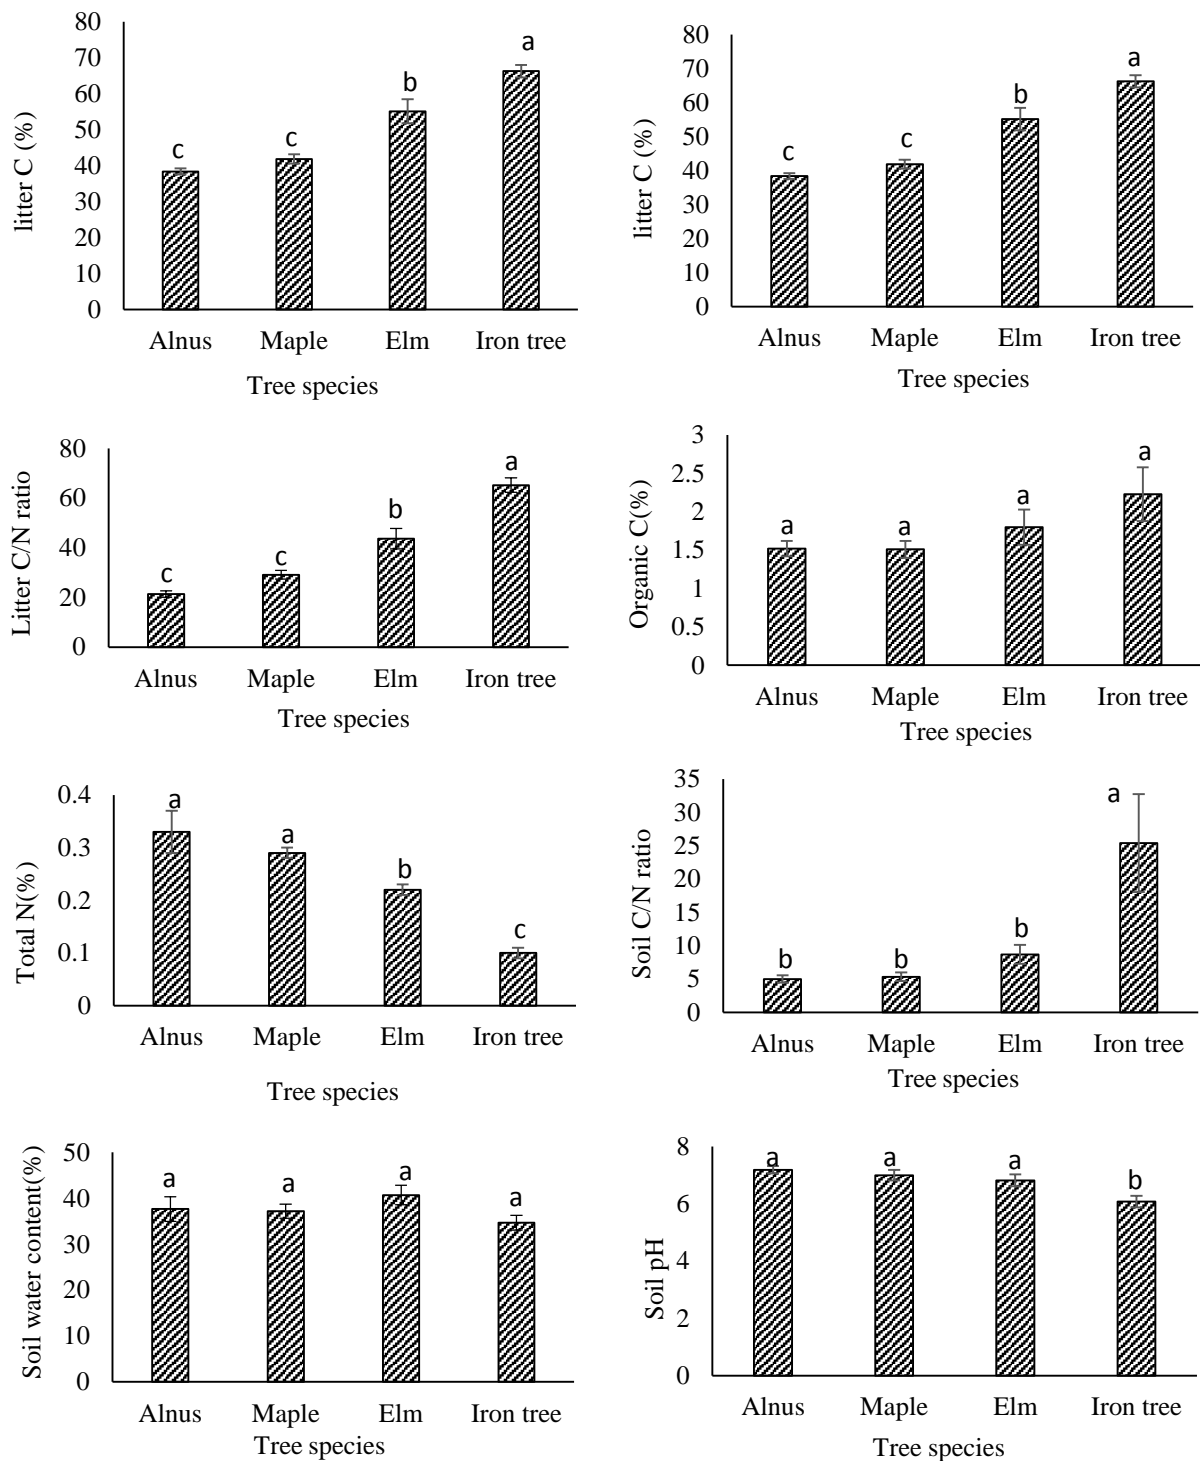 litter C (%)
80
70
60
50
40
30
20
10
0
c
c
b
a
Alnus Maple Elm Iron tree
Tree species
litter C (%)
80
70
60
50
40
30
20
10
0
c
c
b
a
Alnus Maple Elm Iron tree
Tree species
Litter C/N ratio
80
60
40
20
0
c
c
b
a
Alnus Maple Elm Iron tree
Tree species
Organic C(%)
3
2.5
2
1.5
1
0.5
0
a
a
a
a
Alnus Maple Elm Iron tree
Tree species
Total N(%)
0.4
0.3
0.2
0.1
0
a
a
b
c
Alnus Maple Elm Iron tree
Tree species
Soil C/N ratio
35
30
25
20
15
10
5
0
b
b
b
a
Alnus Maple Elm Iron tree
Tree species
Soil water content(%)
50
40
30
20
10
0
a
a
a
a
Alnus Maple Elm Iron tree
Tree species
Soil pH
8
6
4
2
0
a
a
a
b
Alnus Maple Elm Iron tree
Tree species